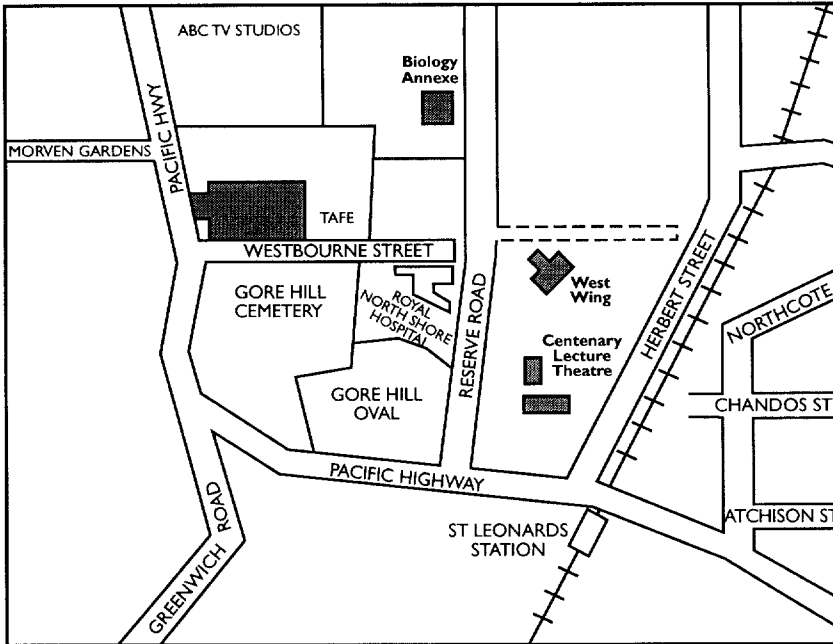 ABC TV STUDIOS
Biology
Annexe
PACIFIC HWY
MORVEN GARDENS
TAFE
WESTBOURNE STREET
GORE HILL
CEMETERY
ROYAL
NORTH SHORE
HOSPITAL
RESERVE ROAD
West
Wing
HERBERT STREET
NORTHCOTE
Centenary
Lecture
Theatre
GORE HILL
OVAL
CHANDOS ST
PACIFIC HIGHWAY
GREENWICH ROAD
ST LEONARDS
STATION
ATCHISON ST